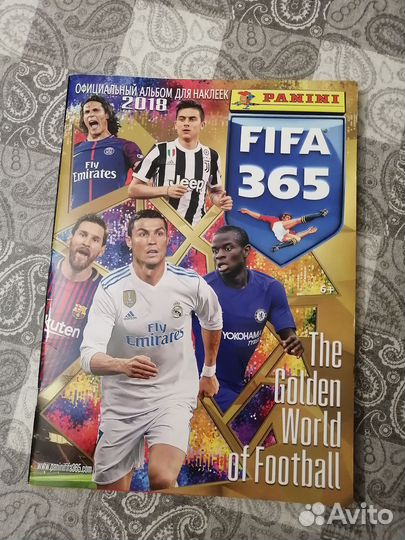 ОФИЦИАЛЬНЫЙ АЛЬБОМ ДЛЯ НАКЛЕЕК
2018
PANINI
FIFA
365
Fly
Emirates
Jeep
Fly
Emirates
YOKOHAMA
6+
The
Golden
World
of Football
www.paninififa365.com
Avito